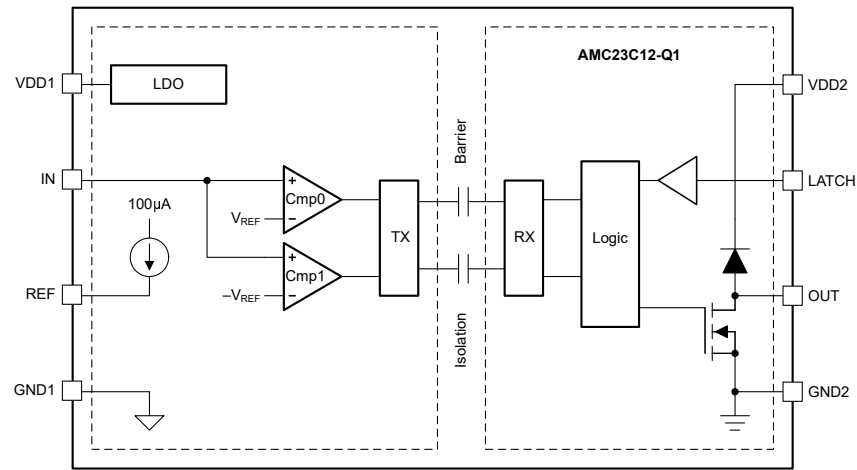 AMC23C12-Q1
VDD1
LDO
VDD2
Barrier
IN
LATCH
+
Cmp0
VREF
−
100μA
TX
RX
Logic
+
Cmp1
−VREF
−
REF
OUT
Isolation
GND1
GND2